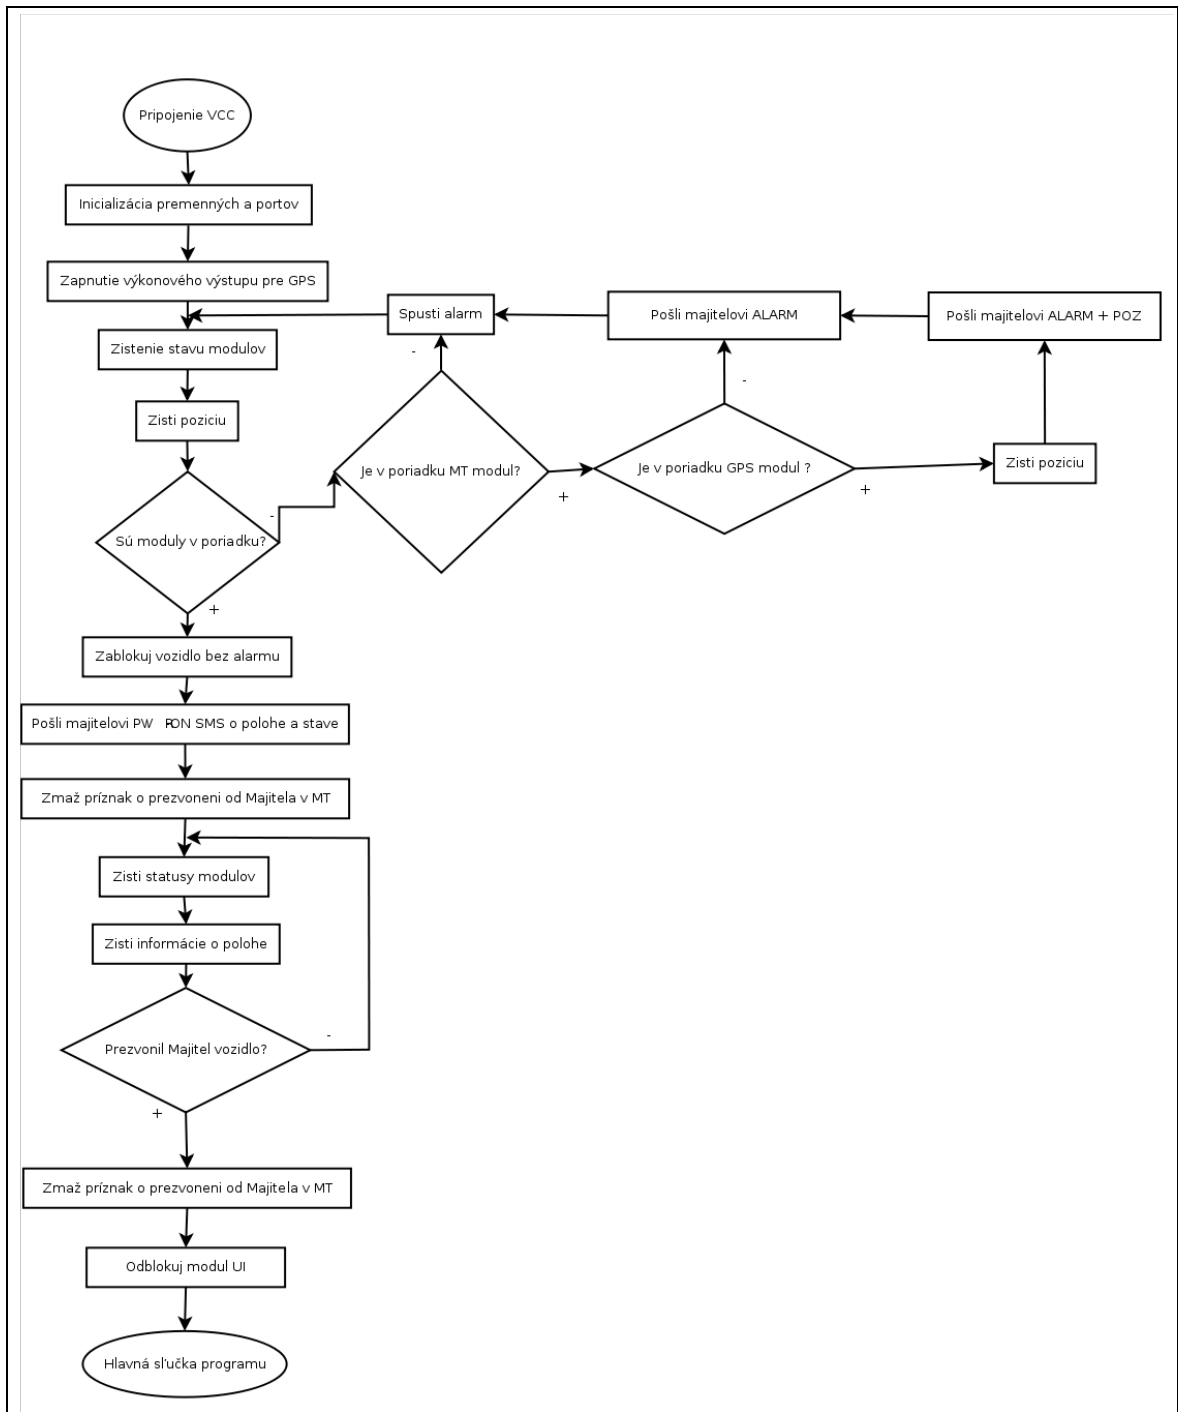 Pripojenie VCC
Inicializácia premenných a portov
Zapnutie výkonového výstupu pre GPS
Zistenie stavu modulov
Zisti poziciu
Sú moduly v poriadku?
-
+
Je v poriadku MT modul?
-
+
Spusti alarm
Je v poriadku GPS modul ?
-
+
Pošli majitelovi ALARM
Zisti poziciu
Pošli majitelovi ALARM + POZ
Zablokuj vozidlo bez alarmu
Pošli majitelovi PW RON SMS o polohe a stave
Zmaž príznak o prezvoneni od Majitela v MT
Zisti statusy modulov
Zisti informácie o polohe
Prezvonil Majitel vozidlo?
-
+
Zmaž príznak o prezvoneni od Majitela v MT
Odblokuj modul UI
Hlavná sľučka programu